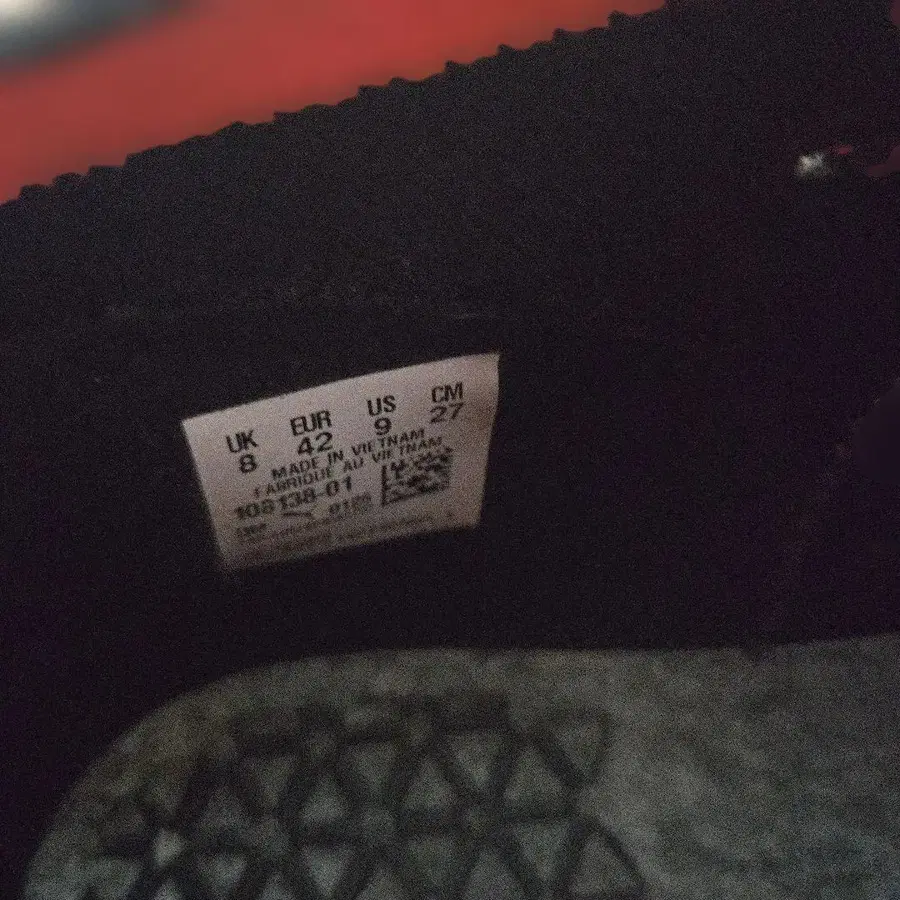 UK EUR US CM
8 42 9 27
MADE IN VIETNAM
FABRIQUE AU VIETNAM
108138-01